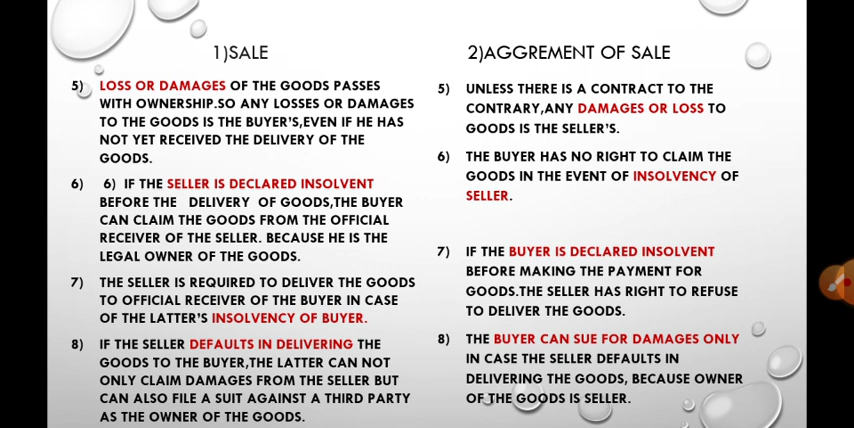 1)SALE
5) LOSS OR DAMAGES OF THE GOODS PASSES
WITH OWNERSHIP.SO ANY LOSSES OR DAMAGES
TO THE GOODS IS THE BUYER'S,EVEN IF HE HAS
NOT YET RECEIVED THE DELIVERY OF THE
GOODS.
6) 6) IF THE SELLER IS DECLARED INSOLVENT
BEFORE THE DELIVERY OF GOODS,THE BUYER
CAN CLAIM THE GOODS FROM THE OFFICIAL
RECEIVER OF THE SELLER. BECAUSE HE IS THE
LEGAL OWNER OF THE GOODS.
7) THE SELLER IS REQUIRED TO DELIVER THE GOODS
TO OFFICIAL RECEIVER OF THE BUYER IN CASE
OF THE LATTER'S INSOLVENCY OF BUYER.
8) IF THE SELLER DEFAULTS IN DELIVERING THE
GOODS TO THE BUYER,THE LATTER CAN NOT
ONLY CLAIM DAMAGES FROM THE SELLER BUT
CAN ALSO FILE A SUIT AGAINST A THIRD PARTY
AS THE OWNER OF THE GOODS.
2)AGGREMENT OF SALE
5) UNLESS THERE IS A CONTRACT TO THE
CONTRARY,ANY DAMAGES OR LOSS TO
GOODS IS THE SELLER'S.
6) THE BUYER HAS NO RIGHT TO CLAIM THE
GOODS IN THE EVENT OF INSOLVENCY OF
SELLER.
7) IF THE BUYER IS DECLARED INSOLVENT
BEFORE MAKING THE PAYMENT FOR
GOODS.THE SELLER HAS RIGHT TO REFUSE
TO DELIVER THE GOODS.
8) THE BUYER CAN SUE FOR DAMAGES ONLY
IN CASE THE SELLER DEFAULTS IN
DELIVERING THE GOODS, BECAUSE OWNER
OF THE GOODS IS SELLER.